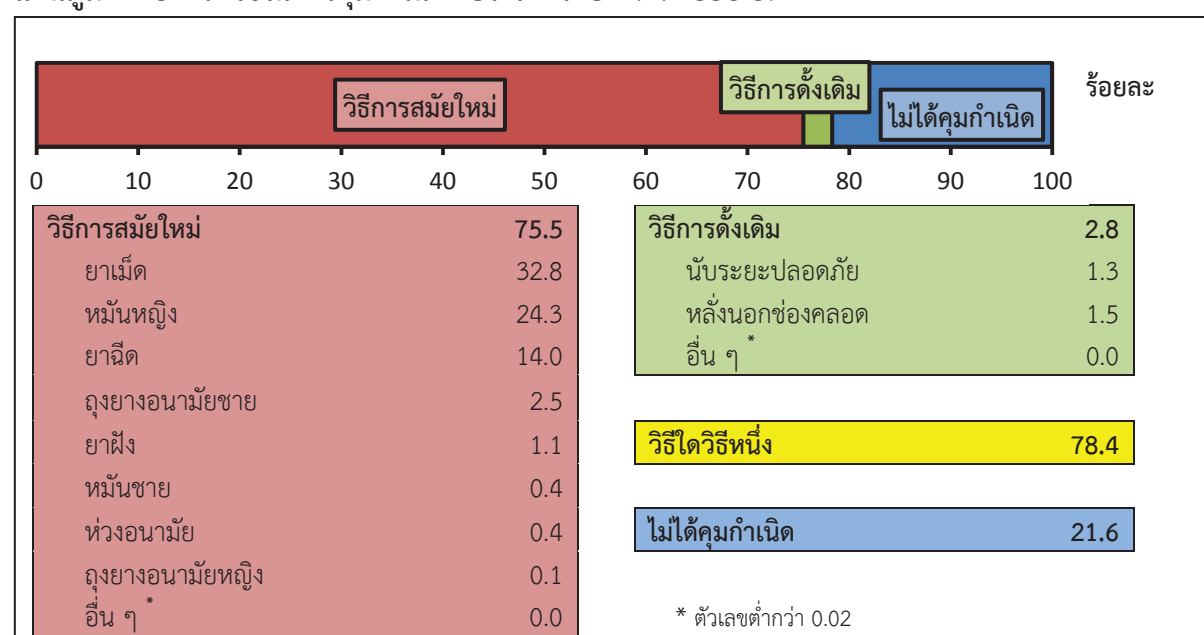 วิธีการสมัยใหม่
วิธีการดั้งเดิม
ไม่ได้คุมกำเนิด
ร้อยละ
0 10 20 30 40 50 60 70 80 90 100
วิธีการสมัยใหม่ 75.5
ยาเม็ด 32.8
หมันหญิง 24.3
ยาฉีด 14.0
ถุงยางอนามัยชาย 2.5
ยาฝัง 1.1
หมันชาย 0.4
ห่วงอนามัย 0.4
ถุงยางอนามัยหญิง 0.1
อื่น ๆ * 0.0
วิธีการดั้งเดิม 2.8
นับระยะปลอดภัย 1.3
หลั่งนอกช่องคลอด 1.5
อื่น ๆ * 0.0
วิธีใดวิธีหนึ่ง 78.4
ไม่ได้คุมกำเนิด 21.6
* ตัวเลขต่ำกว่า 0.02